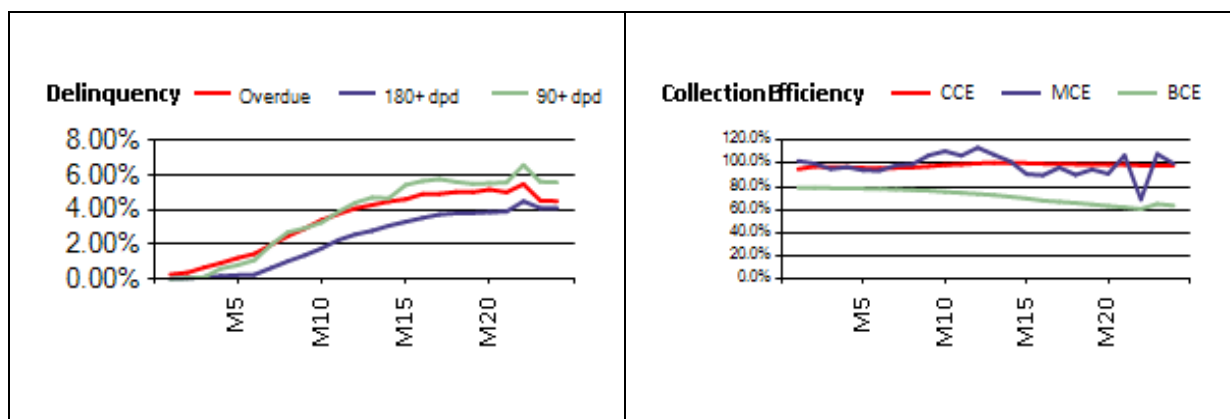 Delinquency Overdue 180+ dpd 90+ dpd
8.00%
6.00%
4.00%
2.00%
0.00%
M5
M10
M15
M20
Collection Efficiency CCE MCE BCE
120.0%
100.0%
80.0%
60.0%
40.0%
20.0%
0.0%
M5
M10
M15
M20